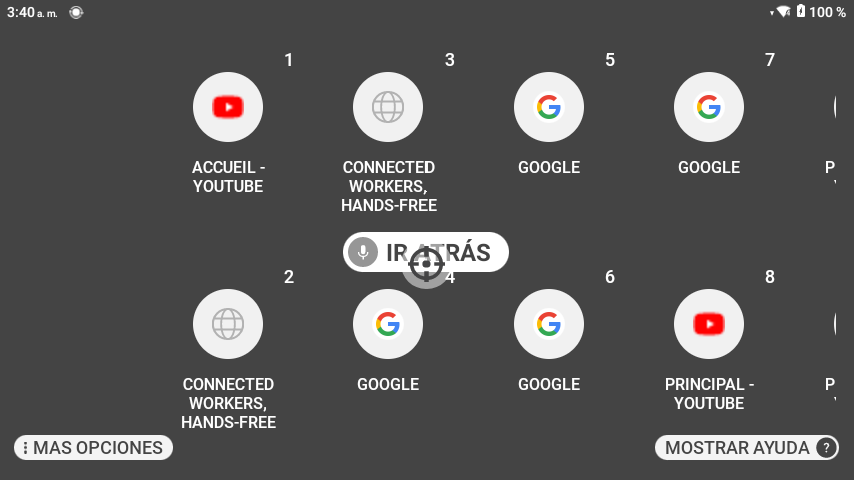 3:40 a. m.
100 %
1
3
5
7
ACCUEIL -
YOUTUBE
CONNECTED
WORKERS,
HANDS-FREE
GOOGLE
GOOGLE
P
IR ATRÁS
2
4
6
8
CONNECTED
WORKERS,
HANDS-FREE
GOOGLE
GOOGLE
PRINCIPAL -
YOUTUBE
P
MAS OPCIONES
MOSTRAR AYUDA ?